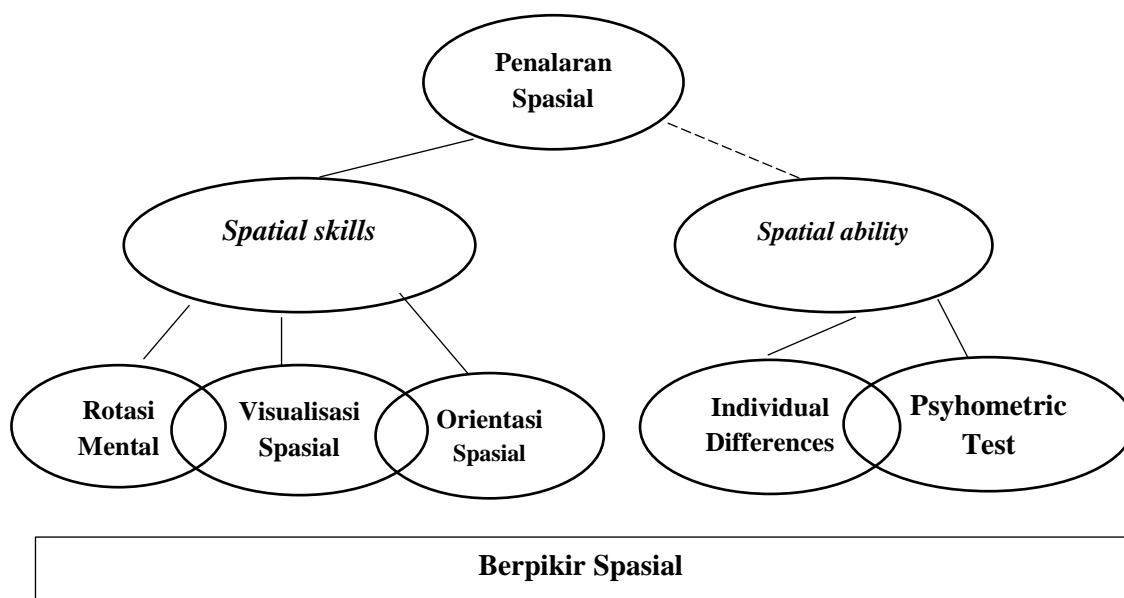 Penalaran
Spasial
Spatial skills
Spatial ability
Rotasi
Mental
Visualisasi
Spasial
Orientasi
Spasial
Individual
Differences
Psyhometric
Test
Berpikir Spasial